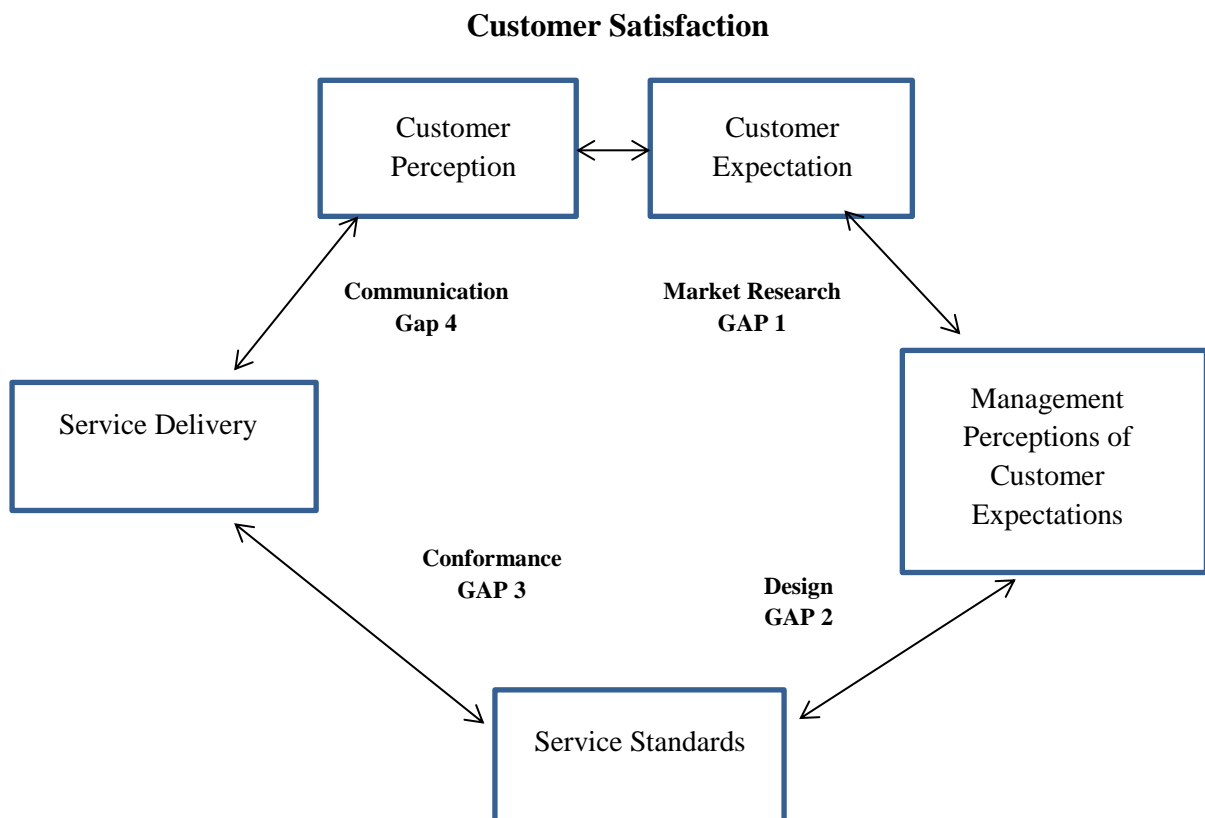 Customer Satisfaction
Customer
Perception
Customer
Expectation
Communication
Gap 4
Market Research
GAP 1
Service Delivery
Management
Perceptions of
Customer
Expectations
Conformance
GAP 3
Design
GAP 2
Service Standards